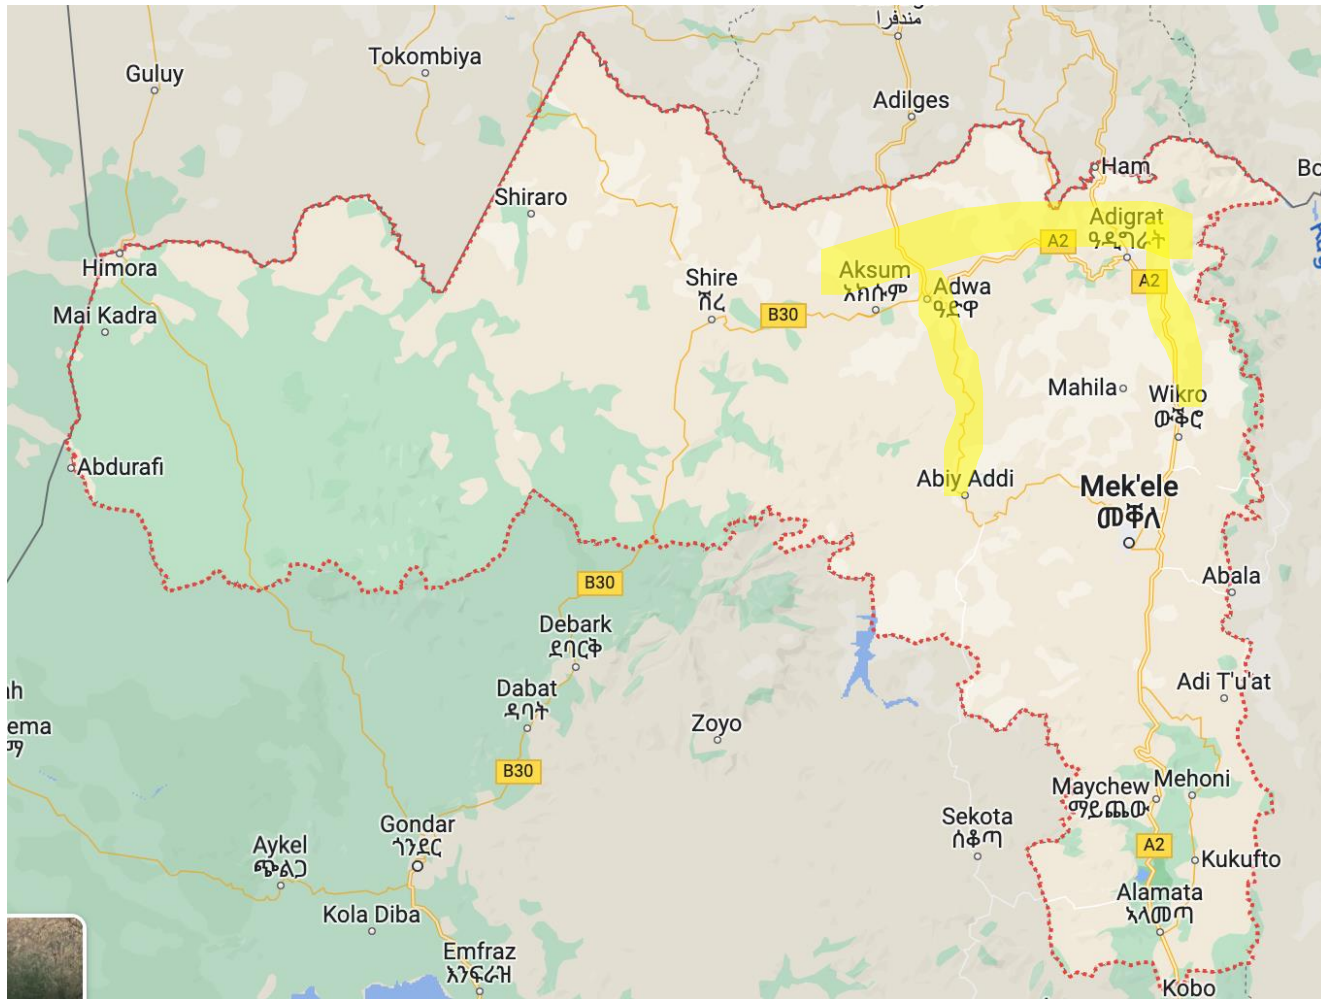 مندفرا
Tokombiya
Guluy
Adilges
Ham
Bo
Shiraro
Adigrat
ዓዲግራት
A2
Himora
Aksum
አክሱም
Shire
ሽረ
Adwa
ዓድዋ
A2
B30
Mai Kadra
Mahila
Wikro
ውቕሮ
Abdurafi
Abiy Addi
Mek'ele
መቐለ
B30
Abala
Debark
ደባርቅ
Dabat
ዳባት
Adi T'u'at
ah
ema
ማ
Zoyo
B30
Maychew
ማይጨው
Mehoni
Sekota
ሰቆጣ
Gondar
ጎንደር
Aykel
ጭልጋ
A2
Kukufto
Alamata
ኣላማጣ
Kola Diba
Emfraz
እንፍራዝ
Kobo